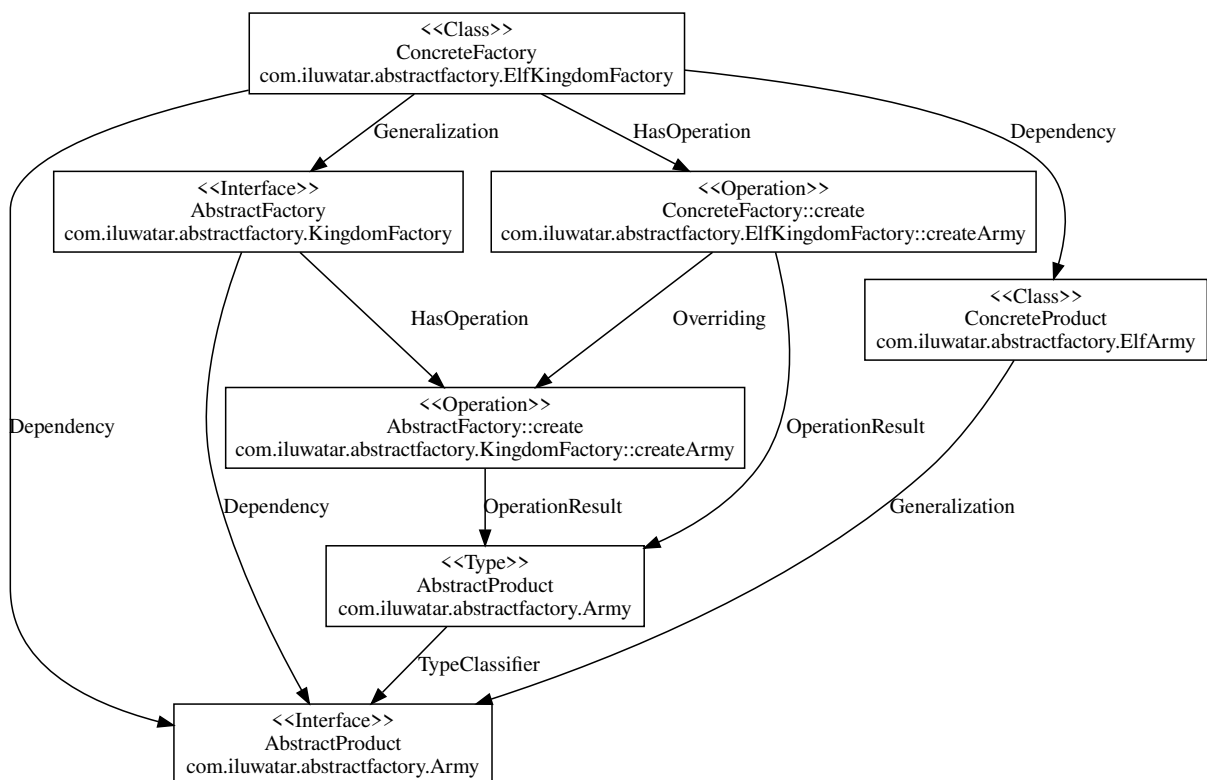 <<Class>>
ConcreteFactory
com.iluwatar.abstractfactory.ElfKingdomFactory
Generalization
HasOperation
Dependency
<<Interface>>
AbstractFactory
com.iluwatar.abstractfactory.KingdomFactory
<<Operation>>
ConcreteFactory::create
com.iluwatar.abstractfactory.ElfKingdomFactory::createArmy
<<Class>>
ConcreteProduct
com.iluwatar.abstractfactory.ElfArmy
HasOperation
Overriding
<<Operation>>
AbstractFactory::create
com.iluwatar.abstractfactory.KingdomFactory::createArmy
Dependency
OperationResult
Dependency
OperationResult
Generalization
<<Type>>
AbstractProduct
com.iluwatar.abstractfactory.Army
TypeClassifier
<<Interface>>
AbstractProduct
com.iluwatar.abstractfactory.Army